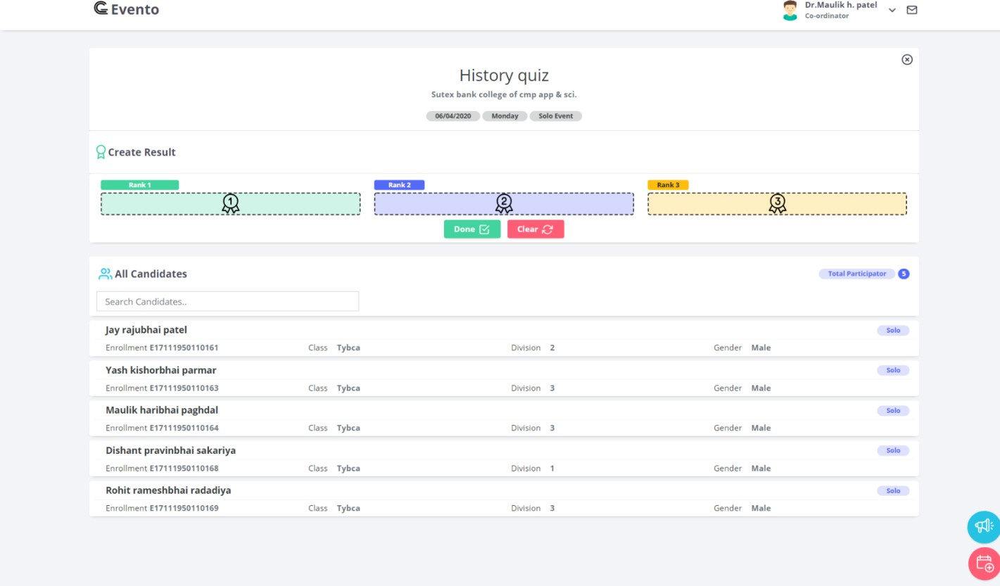 Evento
Dr.Maulik h. patel
Co-ordinator
History quiz
Sutex bank college of cmp app & sci.
06/04/2020 Monday Solo Event
Create Result
Rank 1 Rank 2 Rank 3
1 2 3
Done Clear
All Candidates Total Participator 5
Search Candidates..
Jay rajubhai patel Solo
Enrollment E17111950110161 Class Tybca Division 2 Gender Male
Yash kishorbhai parmar Solo
Enrollment E17111950110163 Class Tybca Division 3 Gender Male
Maulik haribhai paghdal Solo
Enrollment E17111950110164 Class Tybca Division 3 Gender Male
Dishant pravinbhai sakariya Solo
Enrollment E17111950110168 Class Tybca Division 1 Gender Male
Rohit rameshbhai radadiya Solo
Enrollment E17111950110169 Class Tybca Division 3 Gender Male